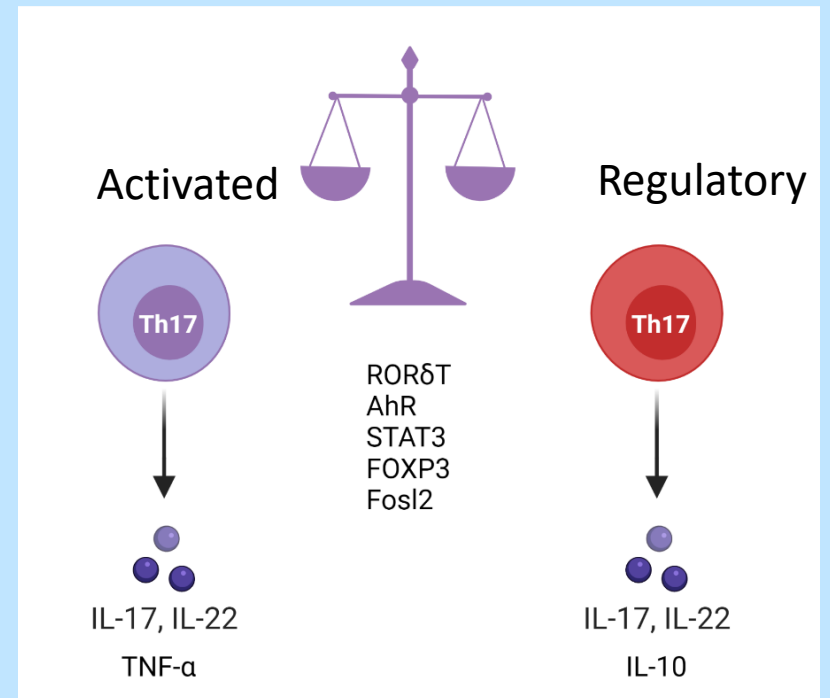 Activated
Regulatory
Th17
Th17
RORδT
AhR
STAT3
FOXP3
Fosl2
IL-17, IL-22
TNF-α
IL-17, IL-22
IL-10